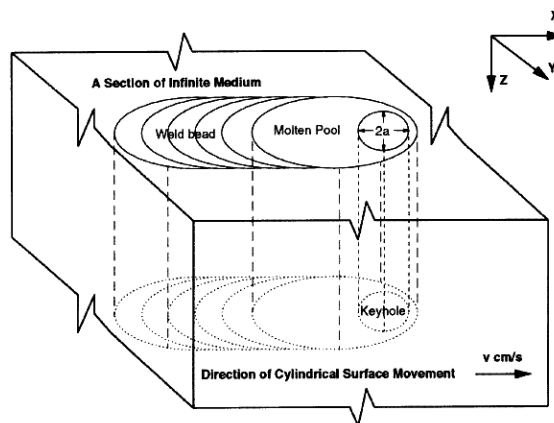 X
Y
Z
A Section of Infinite Medium
Weld bead
Molten Pool
2a
Keyhole
v cm/s
Direction of Cylindrical Surface Movement